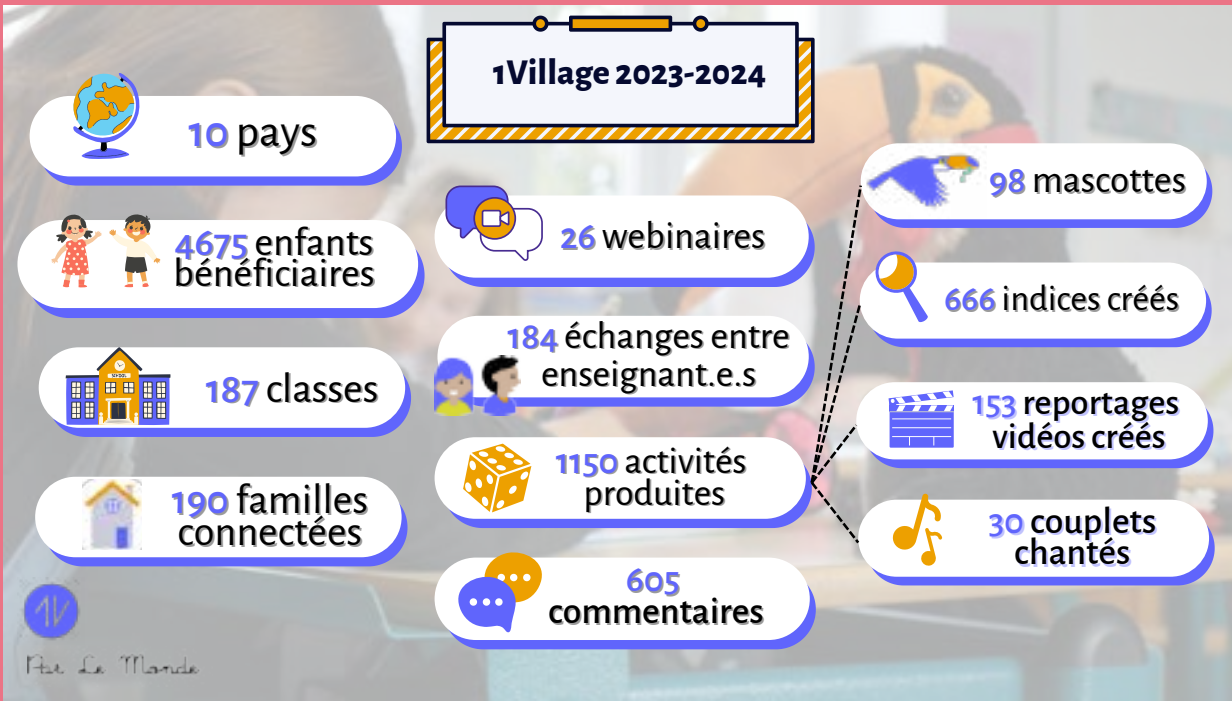 1Village 2023-2024
10 pays
4675 enfants
bénéficiaires
SCHOOL
187 classes
190 familles
connectées
26 webinaires
184 échanges entre
enseignant.e.s
1150 activités
produites
605
commentaires
98 mascottes
666 indices créés
153 reportages
vidéos créés
30 couplets
chantés
1V
Par Le Monde